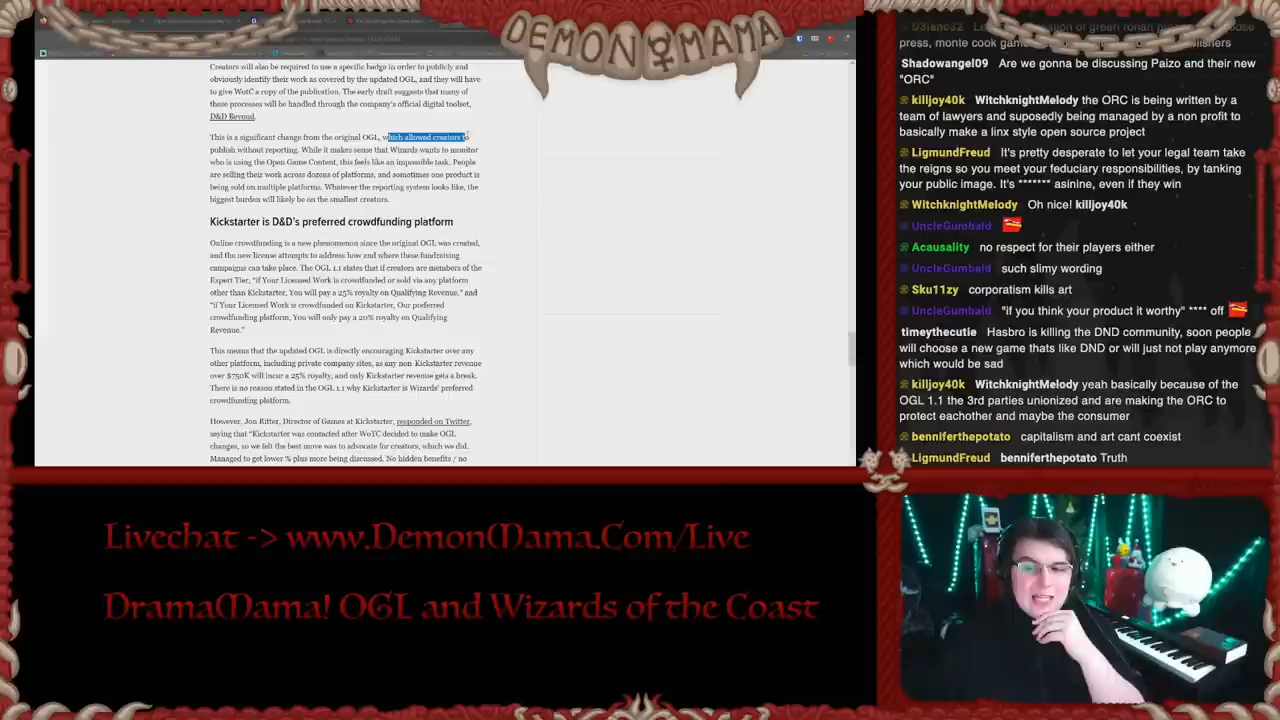 DEMON MAMA
Creators will also be required to use a specific badge in order to publicly and
obviously identify their work as covered by the updated OGL, and they will have
to give WotC a copy of the publication. The early draft suggests that many of
these processes will be handled through the company's official digital toolset,
D&D Beyond.
This is a significant change from the original OGL, which allowed creators to
publish without reporting. While it makes sense that Wizards wants to monitor
who is using the Open Game Content, this feels like an impossible task. People
are selling their work across dozens of platforms, and sometimes one product is
being sold on multiple platforms. Whatever the reporting system looks like, the
biggest burden will likely be on the smallest creators.
Kickstarter is D&D's preferred crowdfunding platform
Online crowdfunding is a new phenomenon since the original OGL was created,
and the new license attempts to address how and where these fundraising
campaigns can take place. The OGL 1.1 states that if creators are members of the
Expert Tier, "if Your Licensed Work is crowdfunded or sold via any platform
other than Kickstarter, You will pay a 25% royalty on Qualifying Revenue," and
"if Your Licensed Work is crowdfunded on Kickstarter, Our preferred
crowdfunding platform, You will only pay a 20% royalty on Qualifying
Revenue."
This means that the updated OGL is directly encouraging Kickstarter over any
other platform, including private company sites, as any non-Kickstarter revenue
over $750K will incur a 25% royalty, and only Kickstarter revenue gets a break.
There is no reason stated in the OGL 1.1 why Kickstarter is Wizards' preferred
crowdfunding platform.
However, Jon Ritter, Director of Games at Kickstarter, responded on Twitter,
saying that "Kickstarter was contacted after WoTC decided to make OGL
changes, so we felt the best move was to advocate for creators, which we did.
Managed to get lower % plus more being discussed. No hidden benefits / no
press, monte cook game
Shadowangel09 Are we gonna discussing Paizo and their new
"ORC"
killjoy40k WitchknightMelody the ORC is being written by a
team of lawyers and is supposedly being permanently held by a
basically make a linx style open source project
LigmundFreud it's pretty braindead to let your legal team take
the reigns so you meet your feduciary responsibilities, by tanking
your public image. It's ****** asinine, even if they win
WitchknightMelody Oh nice! killjoy40k
UncleGumbald
Acausality no respect for their players either
UncleGumbald such slimy wording
Sku11zy corporatism kills art
UncleGumbald "if you think your product it worthy" **** off
timeythecutie Hasbro is killing the DND community, soon people
will choose a new game thats like DND or will just not play anymore
which would be sad
killjoy40k WitchknightMelody yeah basically because of the
OGL 1.1 the 3rd parties unionized and are making the ORC to
protect each other and maybe the consumer
benniferthepotato capitalism and art cant coexist
LigmundFreud benniferthepotato Truth
Livechat -> www.DemonMama.Com/Live
DramaMama! OGL and Wizards of the Coast